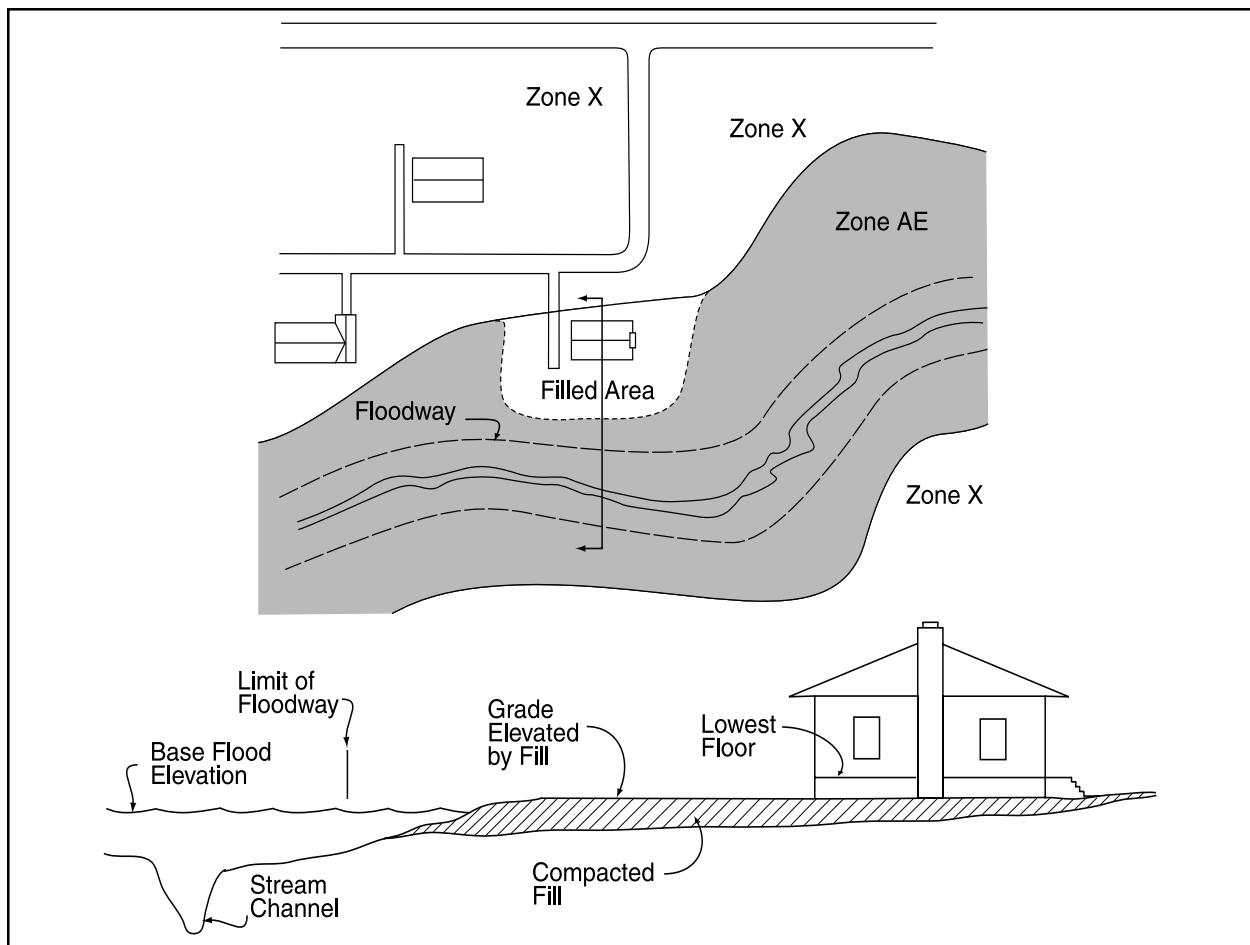 Zone X
Zone X
Zone AE
Filled Area
Floodway
Zone X
Limit of
Floodway
Base Flood
Elevation
Grade
Elevated
by Fill
Lowest
Floor
Compacted
Fill
Stream
Channel